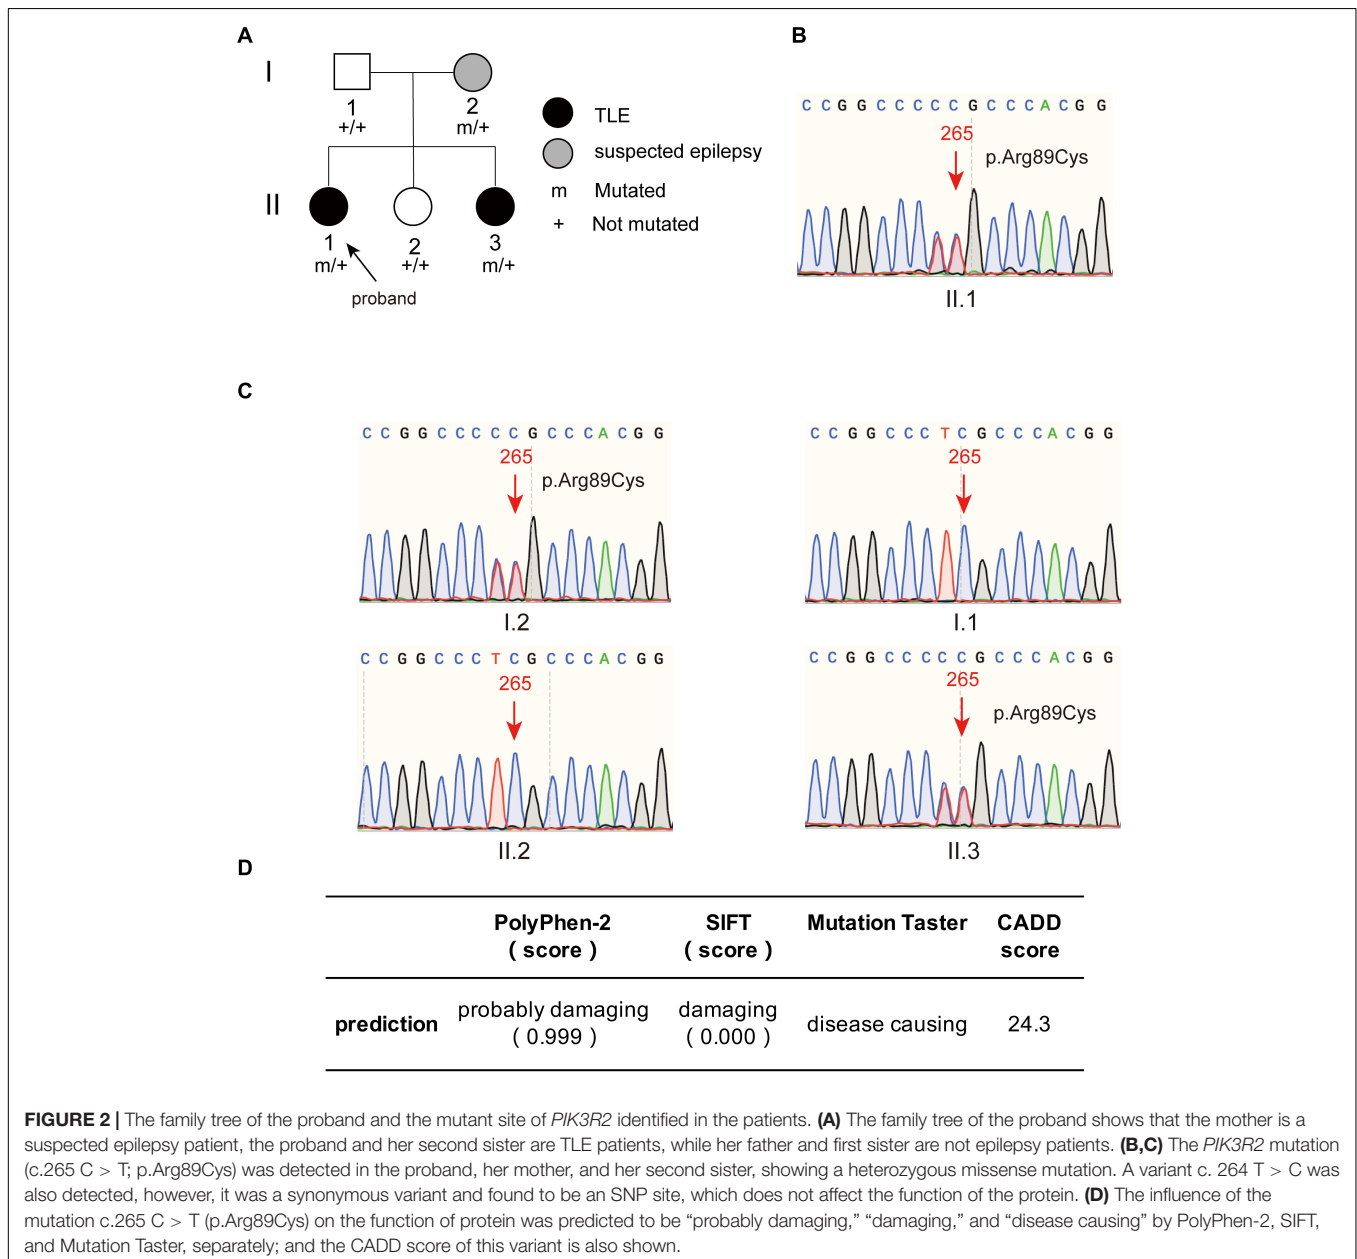 A
I
1
+/+
2
m/+
TLE
suspected epilepsy
m Mutated
+ Not mutated
II
1
m/+
2
+/+
3
m/+
proband
B
C C G G C C C C C G C C C A C G G
265
p.Arg89Cys
II.1
C
C C G G C C C C C G C C C A C G G
265
p.Arg89Cys
I.2
C C G G C C C T C G C C C A C G G
265
I.1
C C G G C C C T C G C C C A C G G
265
II.2
C C G G C C C C C G C C C A C G G
265
p.Arg89Cys
II.3
D
PolyPhen-2 SIFT Mutation Taster CADD
( score ) ( score ) score
probably damaging damaging
prediction disease causing 24.3
( 0.999 ) ( 0.000 )
FIGURE 2 | The family tree of the proband and the mutant site of PIK3R2 identified in the patients. (A) The family tree of the proband shows that the mother is a
suspected epilepsy patient, the proband and her second sister are TLE patients, while her father and first sister are not epilepsy patients. (B,C) The PIK3R2 mutation
(c.265 C > T; p.Arg89Cys) was detected in the proband, her mother, and her second sister, showing a heterozygous missense mutation. A variant c. 264 T > C was
also detected, however, it was a synonymous variant and found to be an SNP site, which does not affect the function of the protein. (D) The influence of the
mutation c.265 C > T (p.Arg89Cys) on the function of protein was predicted to be “probably damaging,” “damaging,” and “disease causing” by PolyPhen-2, SIFT,
and Mutation Taster, separately; and the CADD score of this variant is also shown.